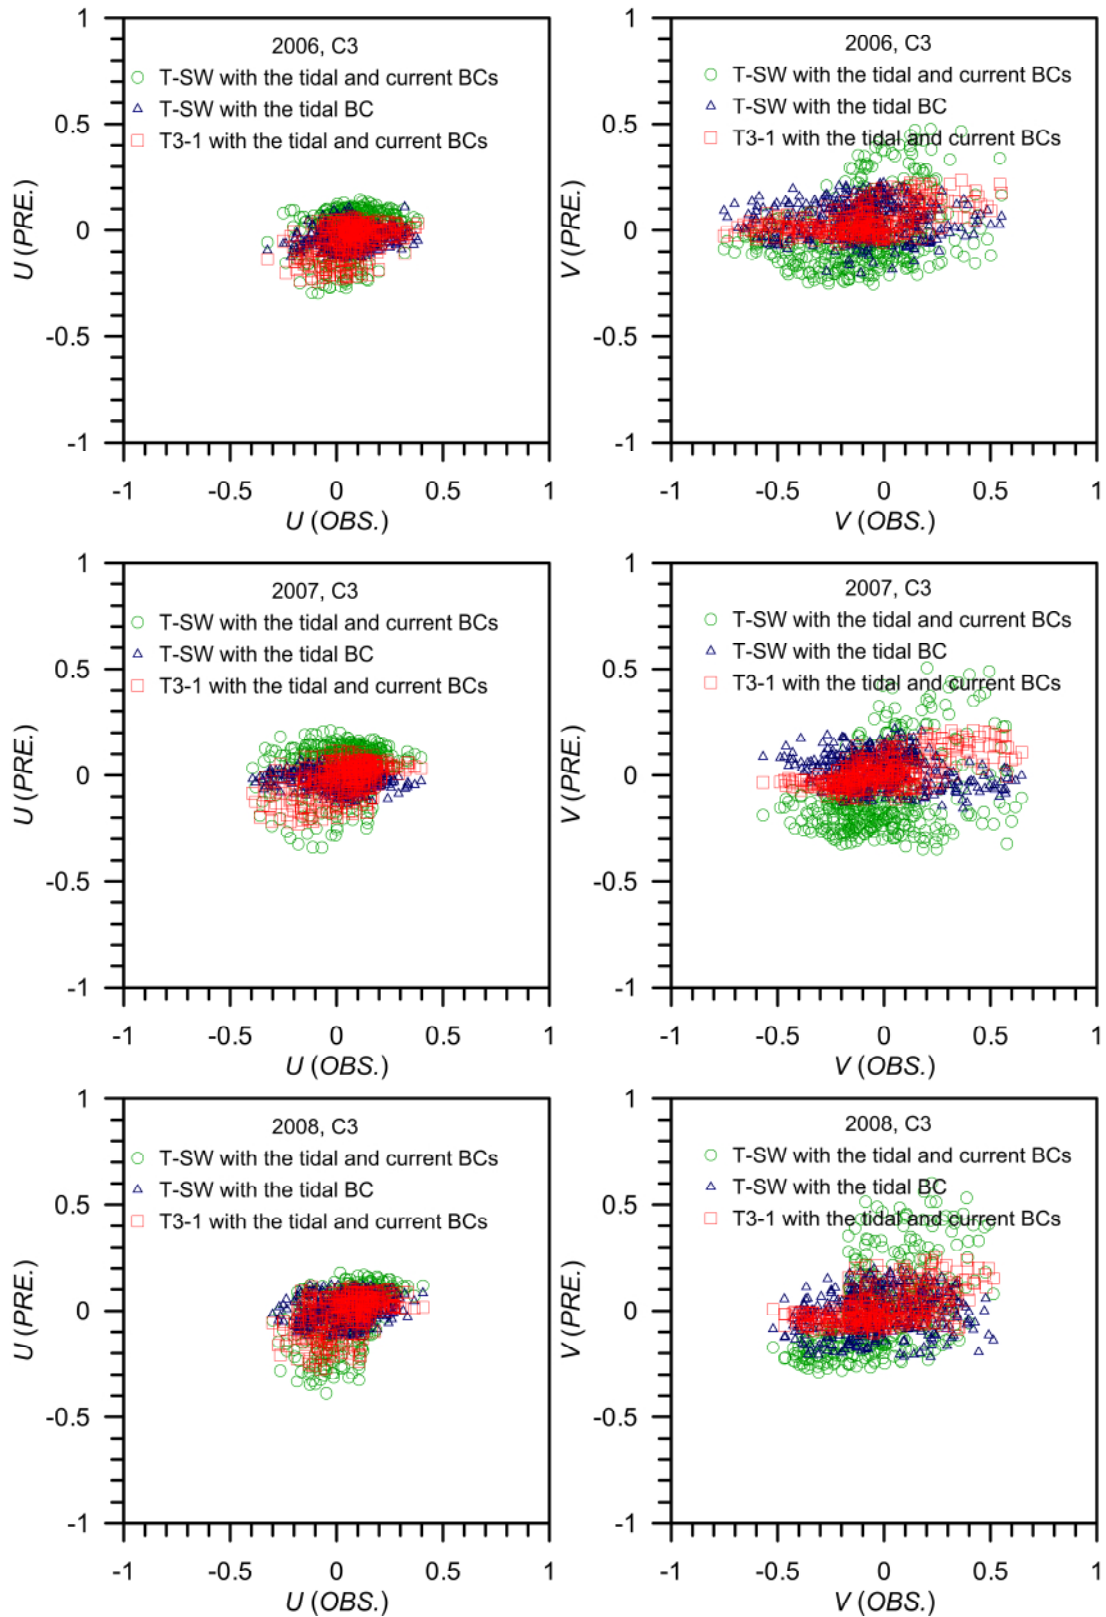 1
2006, C3
T-SW with the tidal and current BCs
T-SW with the tidal BC
T3-1 with the tidal and current BCs
0.5
0
-0.5
-1
U (PRE.)
-1 -0.5 0 0.5 1
U (OBS.)
1
2006, C3
T-SW with the tidal and current BCs
T-SW with the tidal BC
T3-1 with the tidal and current BCs
0.5
0
-0.5
-1
V (PRE.)
-1 -0.5 0 0.5 1
V (OBS.)
1
2007, C3
T-SW with the tidal and current BCs
T-SW with the tidal BC
T3-1 with the tidal and current BCs
0.5
0
-0.5
-1
U (PRE.)
-1 -0.5 0 0.5 1
U (OBS.)
1
2007, C3
T-SW with the tidal and current BCs
T-SW with the tidal BC
T3-1 with the tidal and current BCs
0.5
0
-0.5
-1
V (PRE.)
-1 -0.5 0 0.5 1
V (OBS.)
1
2008, C3
T-SW with the tidal and current BCs
T-SW with the tidal BC
T3-1 with the tidal and current BCs
0.5
0
-0.5
-1
U (PRE.)
-1 -0.5 0 0.5 1
U (OBS.)
1
2008, C3
T-SW with the tidal and current BCs
T-SW with the tidal BC
T3-1 with the tidal and current BCs
0.5
0
-0.5
-1
V (PRE.)
-1 -0.5 0 0.5 1
V (OBS.)